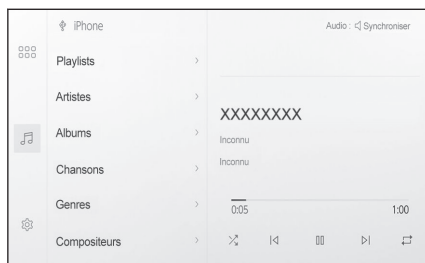 iPhone
Audio : Synchroniser
Playlists
Artistes
Albums
Chansons
Genres
Compositeurs
XXXXXXXX
Inconnu
Inconnu
0:05
1:00